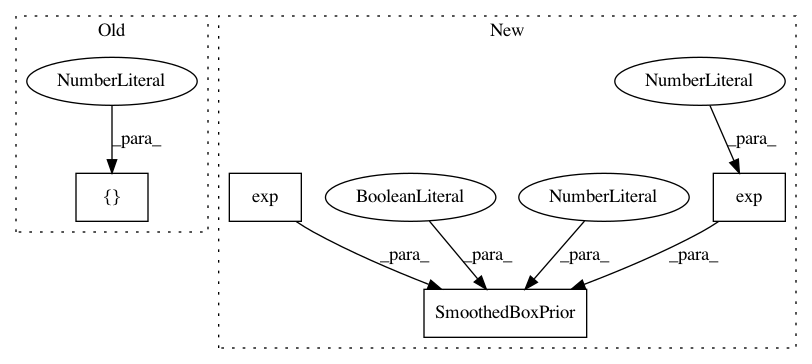 Old
New
NumberLiteral
NumberLiteral
_para_
_para_
{}
exp
BooleanLiteral
NumberLiteral
exp
_para_
_para_
_para_
_para_
SmoothedBoxPrior